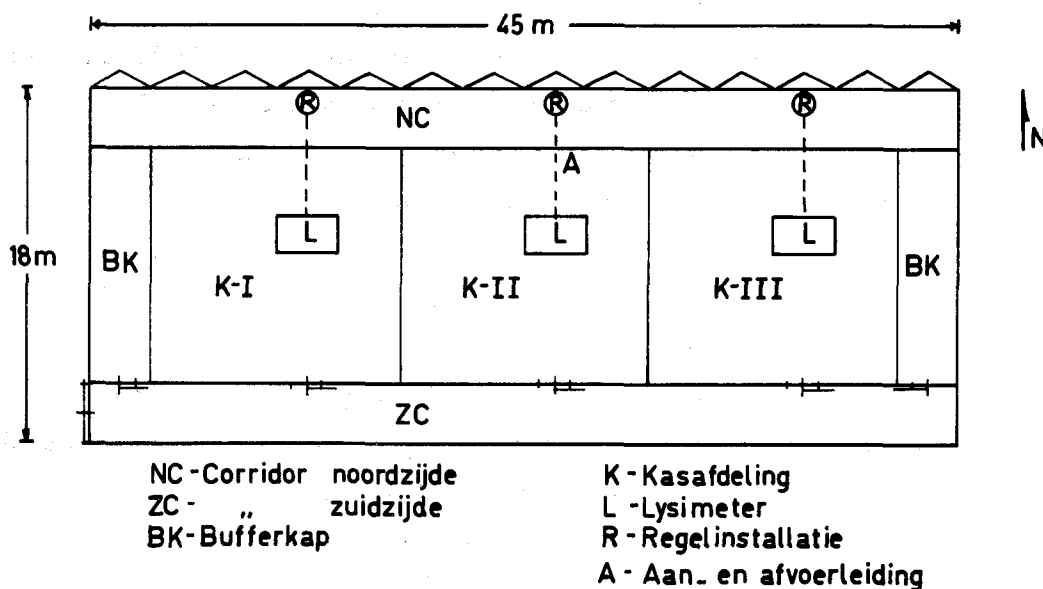 45 m
R R R
NC
N
A
L L L
18m
BK BK
K-I K-II K-III
ZC
NC - Corridor noordzijde
ZC - ,, zuidzijde
BK - Bufferkap
K - Kasafdeling
L - Lysimeter
R - Regelinstallatie
A - Aan- en afvoerleiding